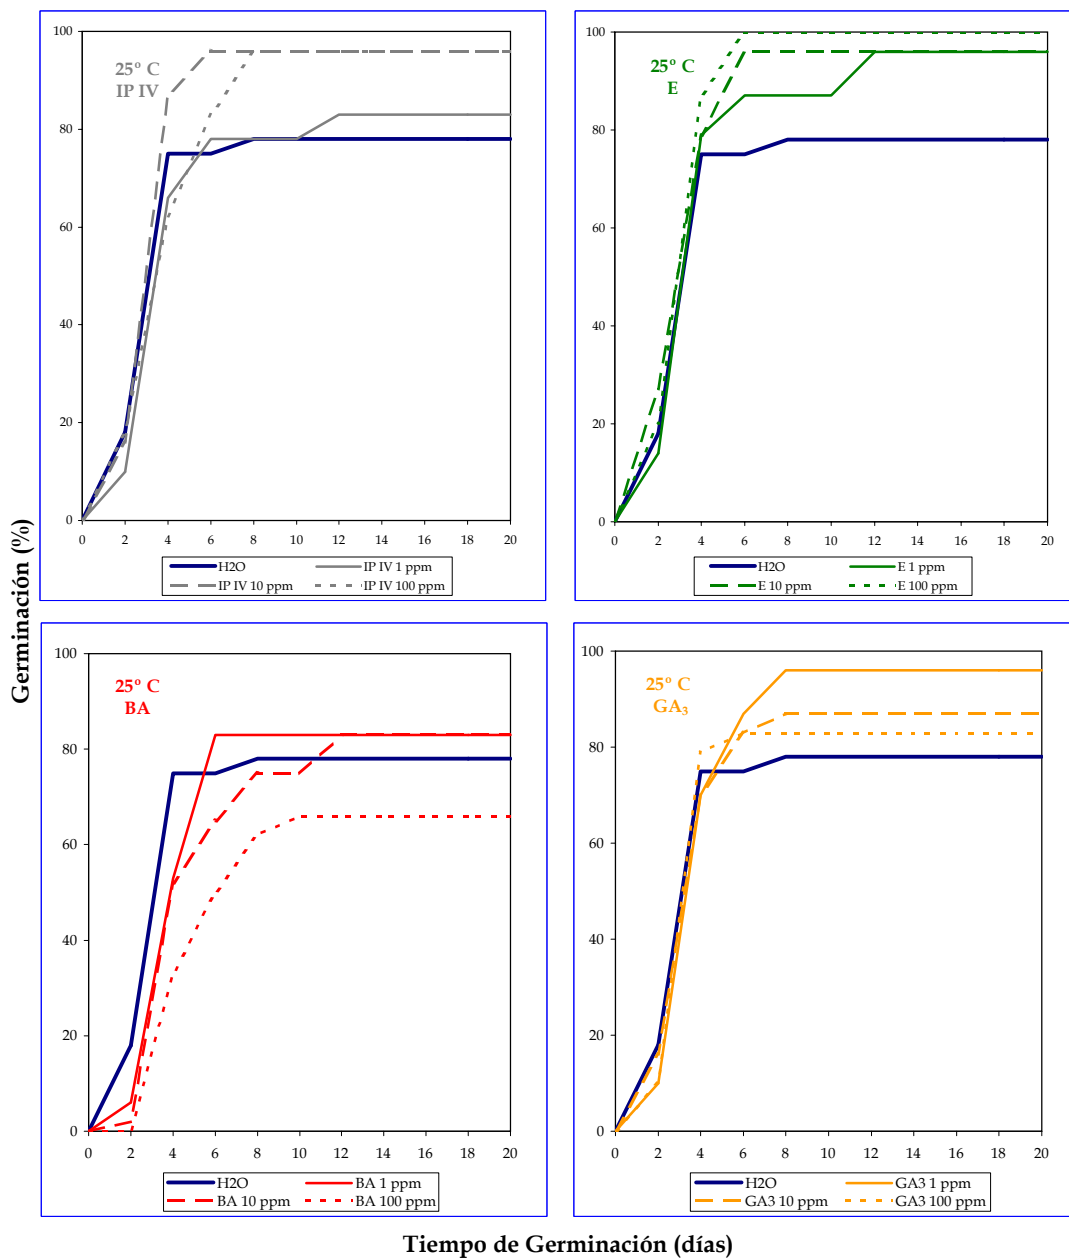 Germinación (%)
100
80
60
40
20
0
25º C
IP IV
0 2 4 6 8 10 12 14 16 18 20
H2O IP IV 1 ppm
IP IV 10 ppm IP IV 100 ppm
100
80
60
40
20
0
25º C
E
0 2 4 6 8 10 12 14 16 18 20
H2O E 1 ppm
E 10 ppm E 100 ppm
100
80
60
40
20
0
25º C
BA
0 2 4 6 8 10 12 14 16 18 20
H2O BA 1 ppm
BA 10 ppm BA 100 ppm
100
80
60
40
20
0
25º C
GA₃
0 2 4 6 8 10 12 14 16 18 20
H2O GA3 1 ppm
GA3 10 ppm GA3 100 ppm
Tiempo de Germinación (días)